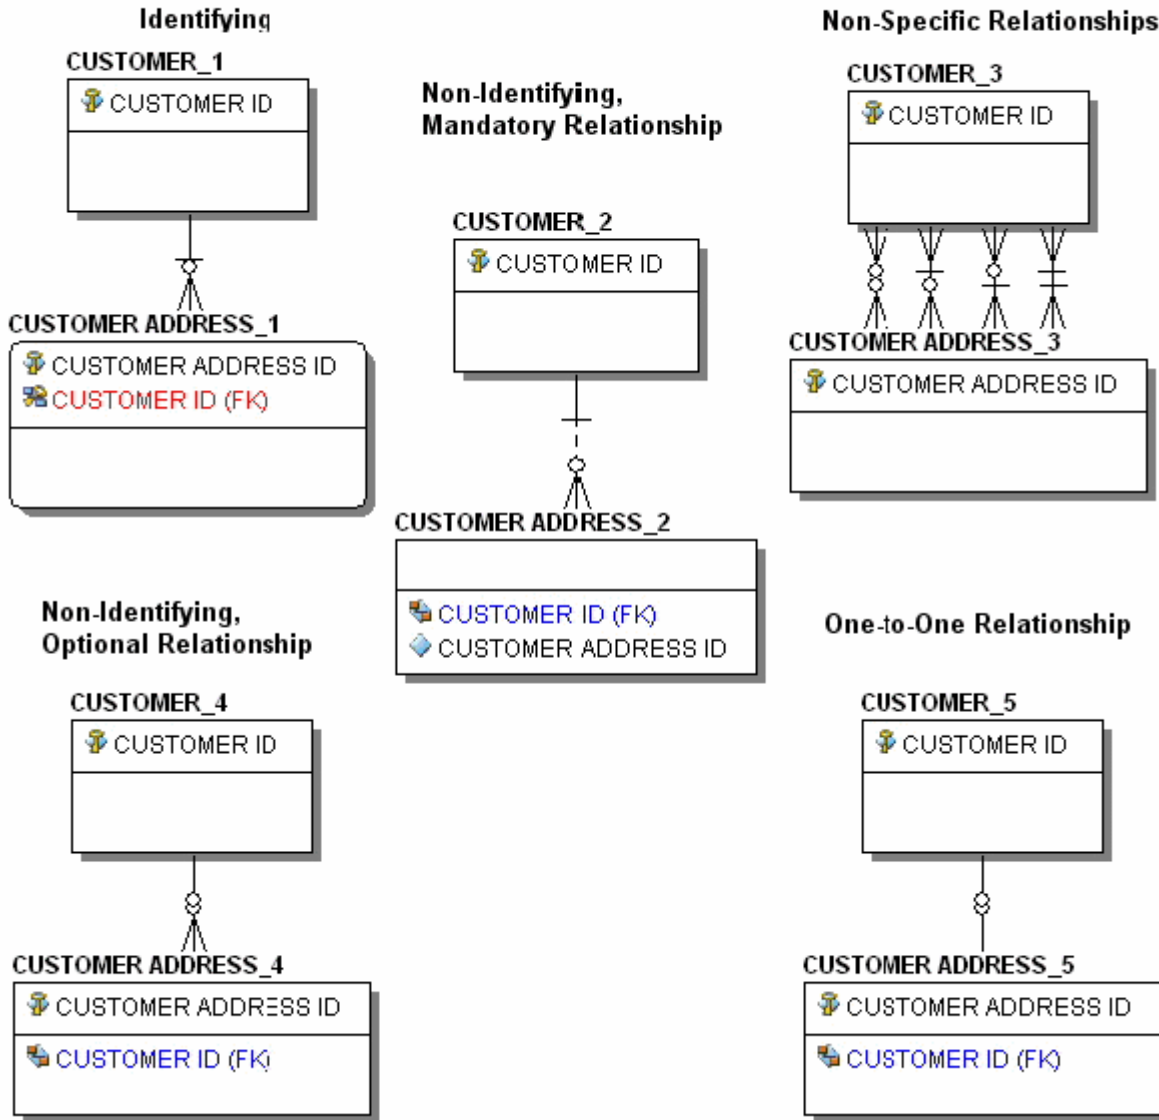 Identifying
CUSTOMER_1
CUSTOMER ID
CUSTOMER ADDRESS_1
CUSTOMER ADDRESS ID
CUSTOMER ID (FK)
Non-Identifying,
Mandatory Relationship
CUSTOMER_2
CUSTOMER ID
CUSTOMER ADDRESS_2
CUSTOMER ID (FK)
CUSTOMER ADDRESS ID
Non-Specific Relationships
CUSTOMER_3
CUSTOMER ID
CUSTOMER ADDRESS_3
CUSTOMER ADDRESS ID
Non-Identifying,
Optional Relationship
CUSTOMER_4
CUSTOMER ID
CUSTOMER ADDRESS_4
CUSTOMER ADDRESS ID
CUSTOMER ID (FK)
One-to-One Relationship
CUSTOMER_5
CUSTOMER ID
CUSTOMER ADDRESS_5
CUSTOMER ADDRESS ID
CUSTOMER ID (FK)